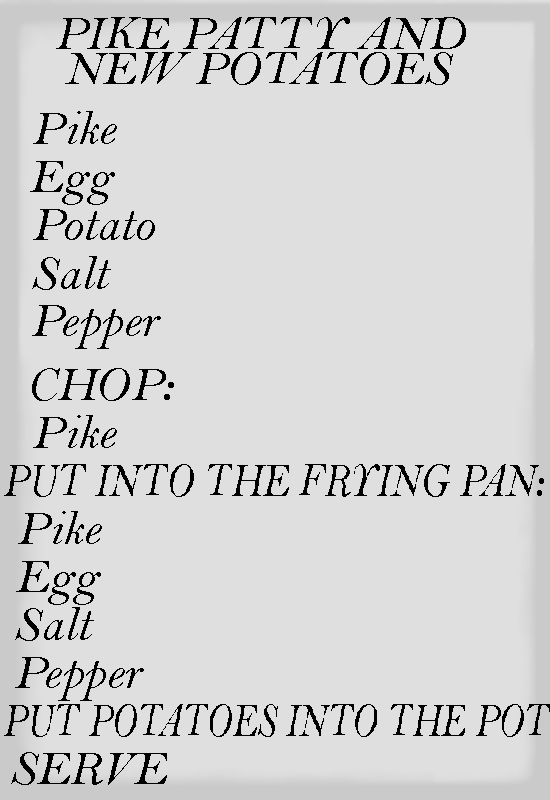 PIKE PATTY AND
NEW POTATOES
Pike
Egg
Potato
Salt
Pepper
CHOP:
Pike
PUT INTO THE FRYING PAN:
Pike
Egg
Salt
Pepper
PUT POTATOES INTO THE POT
SERVE